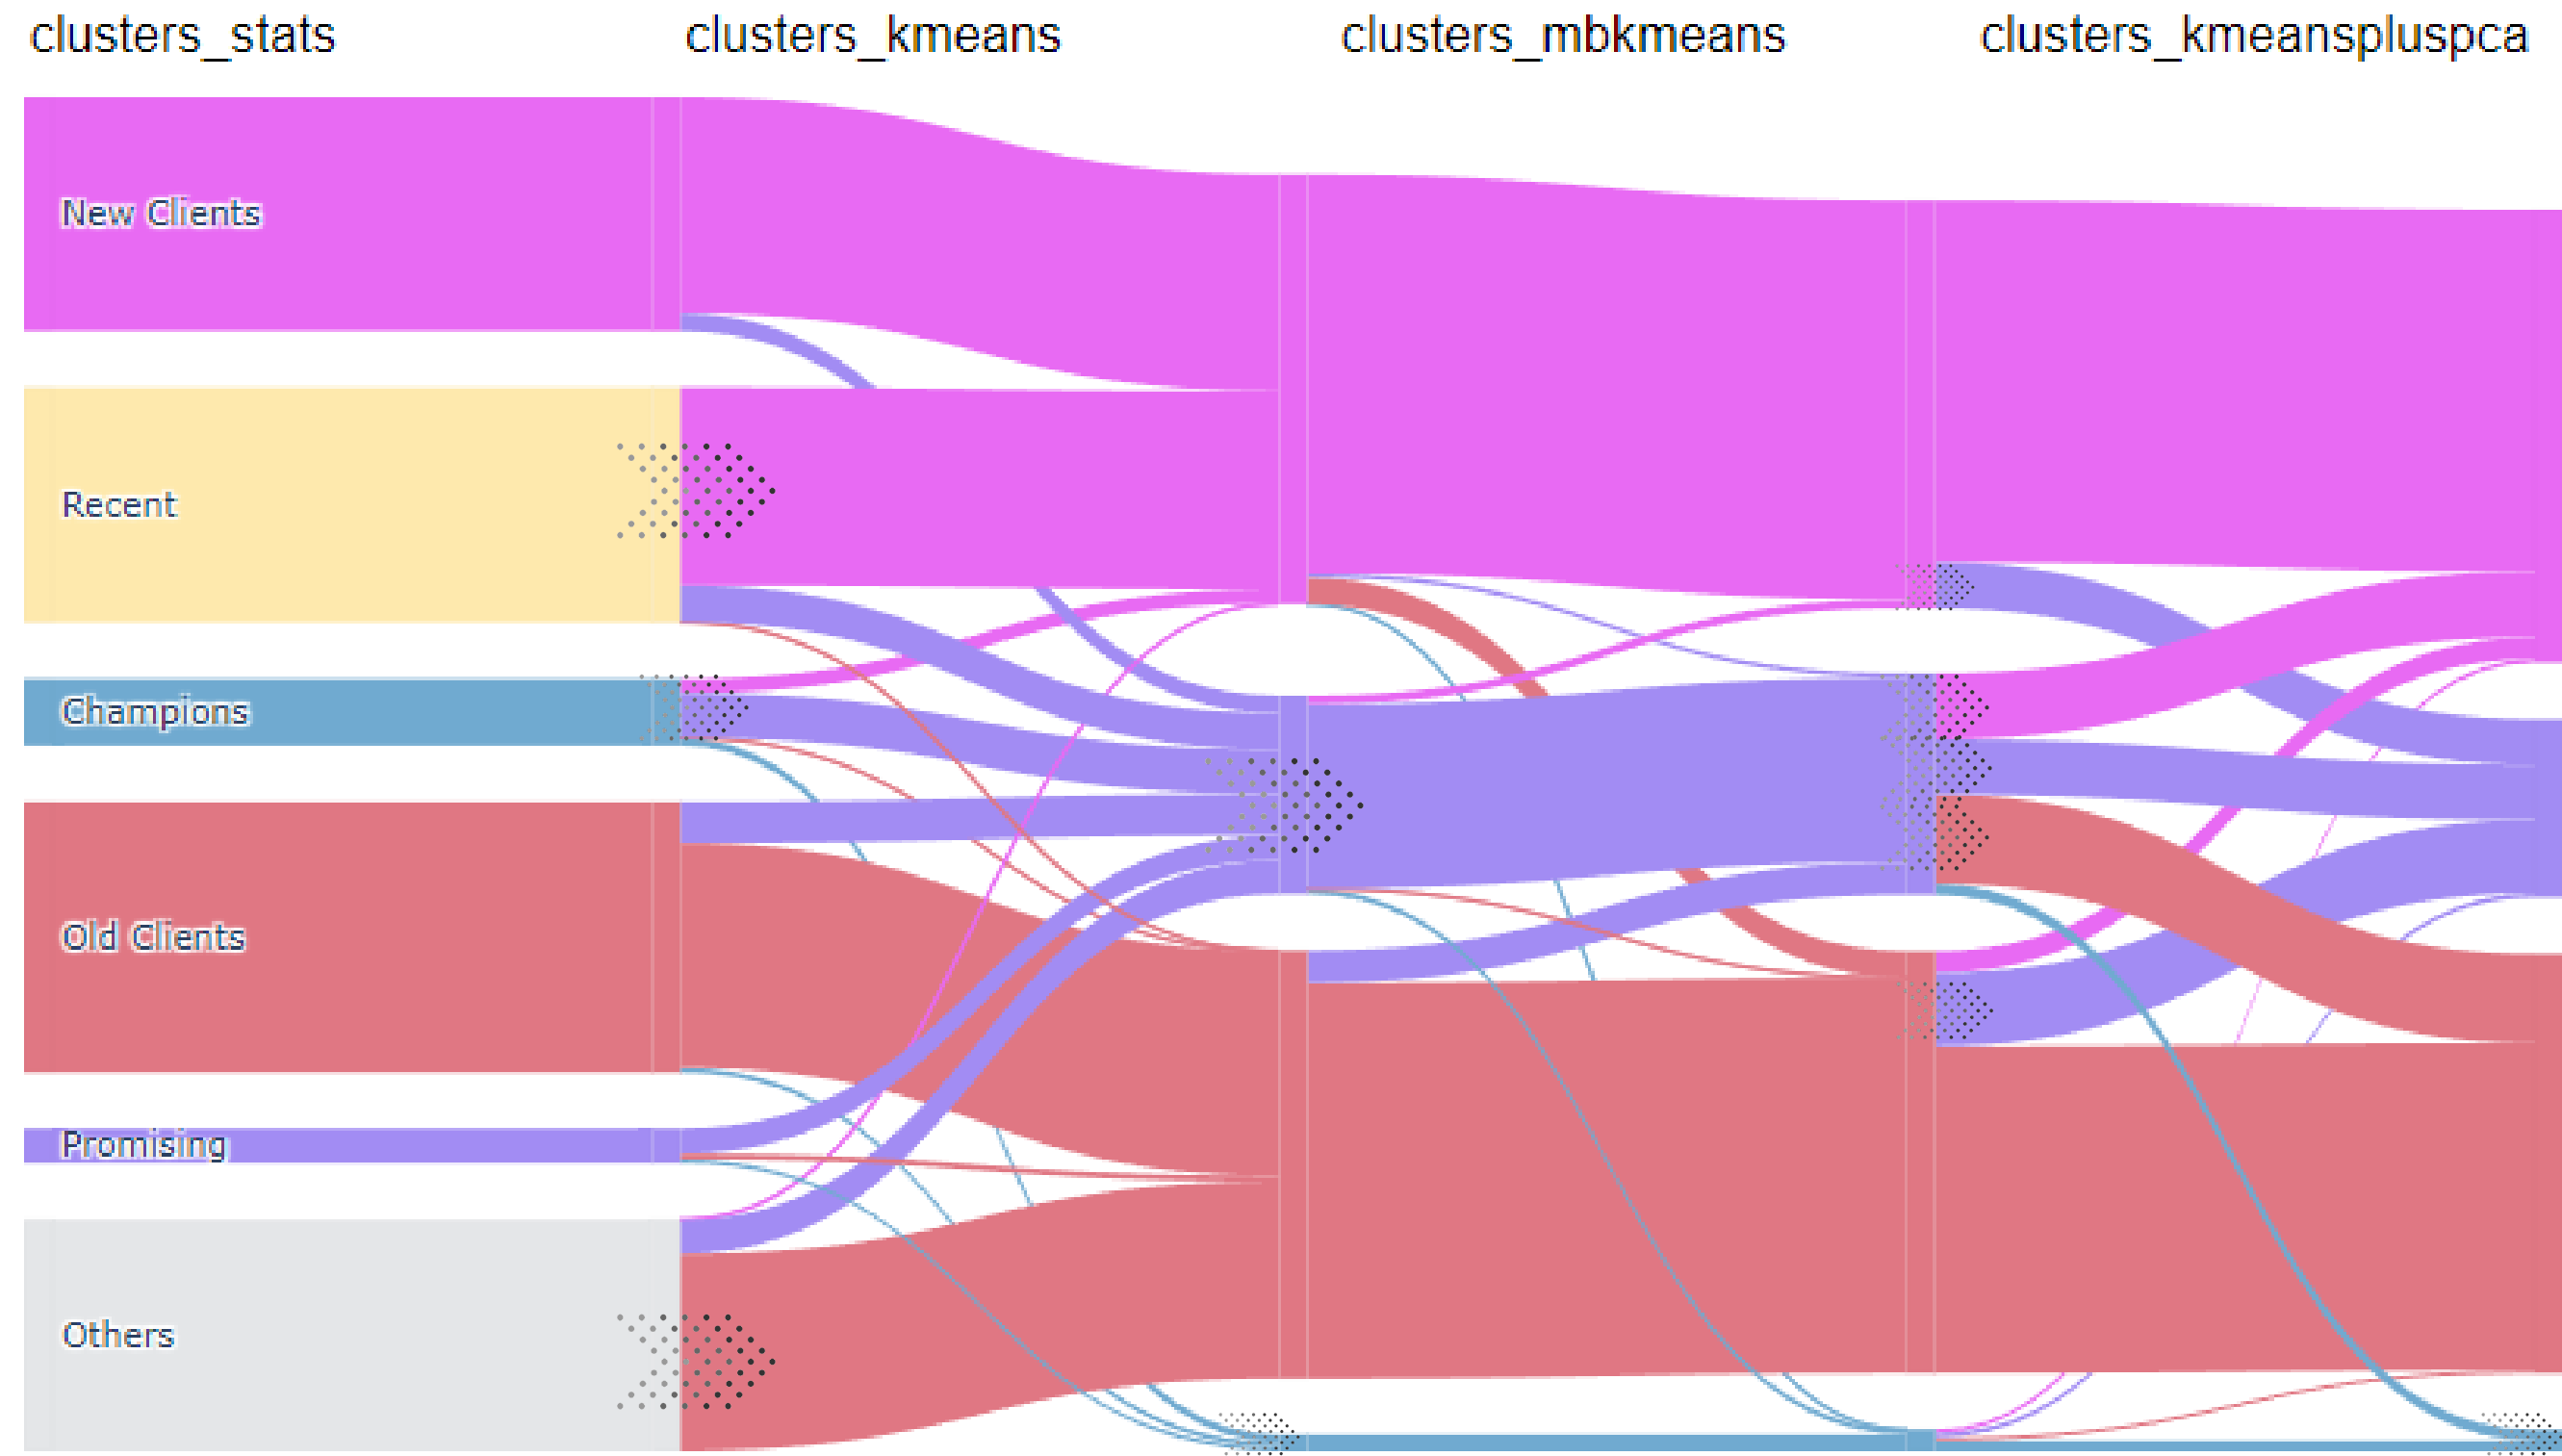 clusters_stats clusters_kmeans clusters_mbkmeans clusters_kmeanspluspca
New Clients
Recent
Champions
Old Clients
Promising
Others